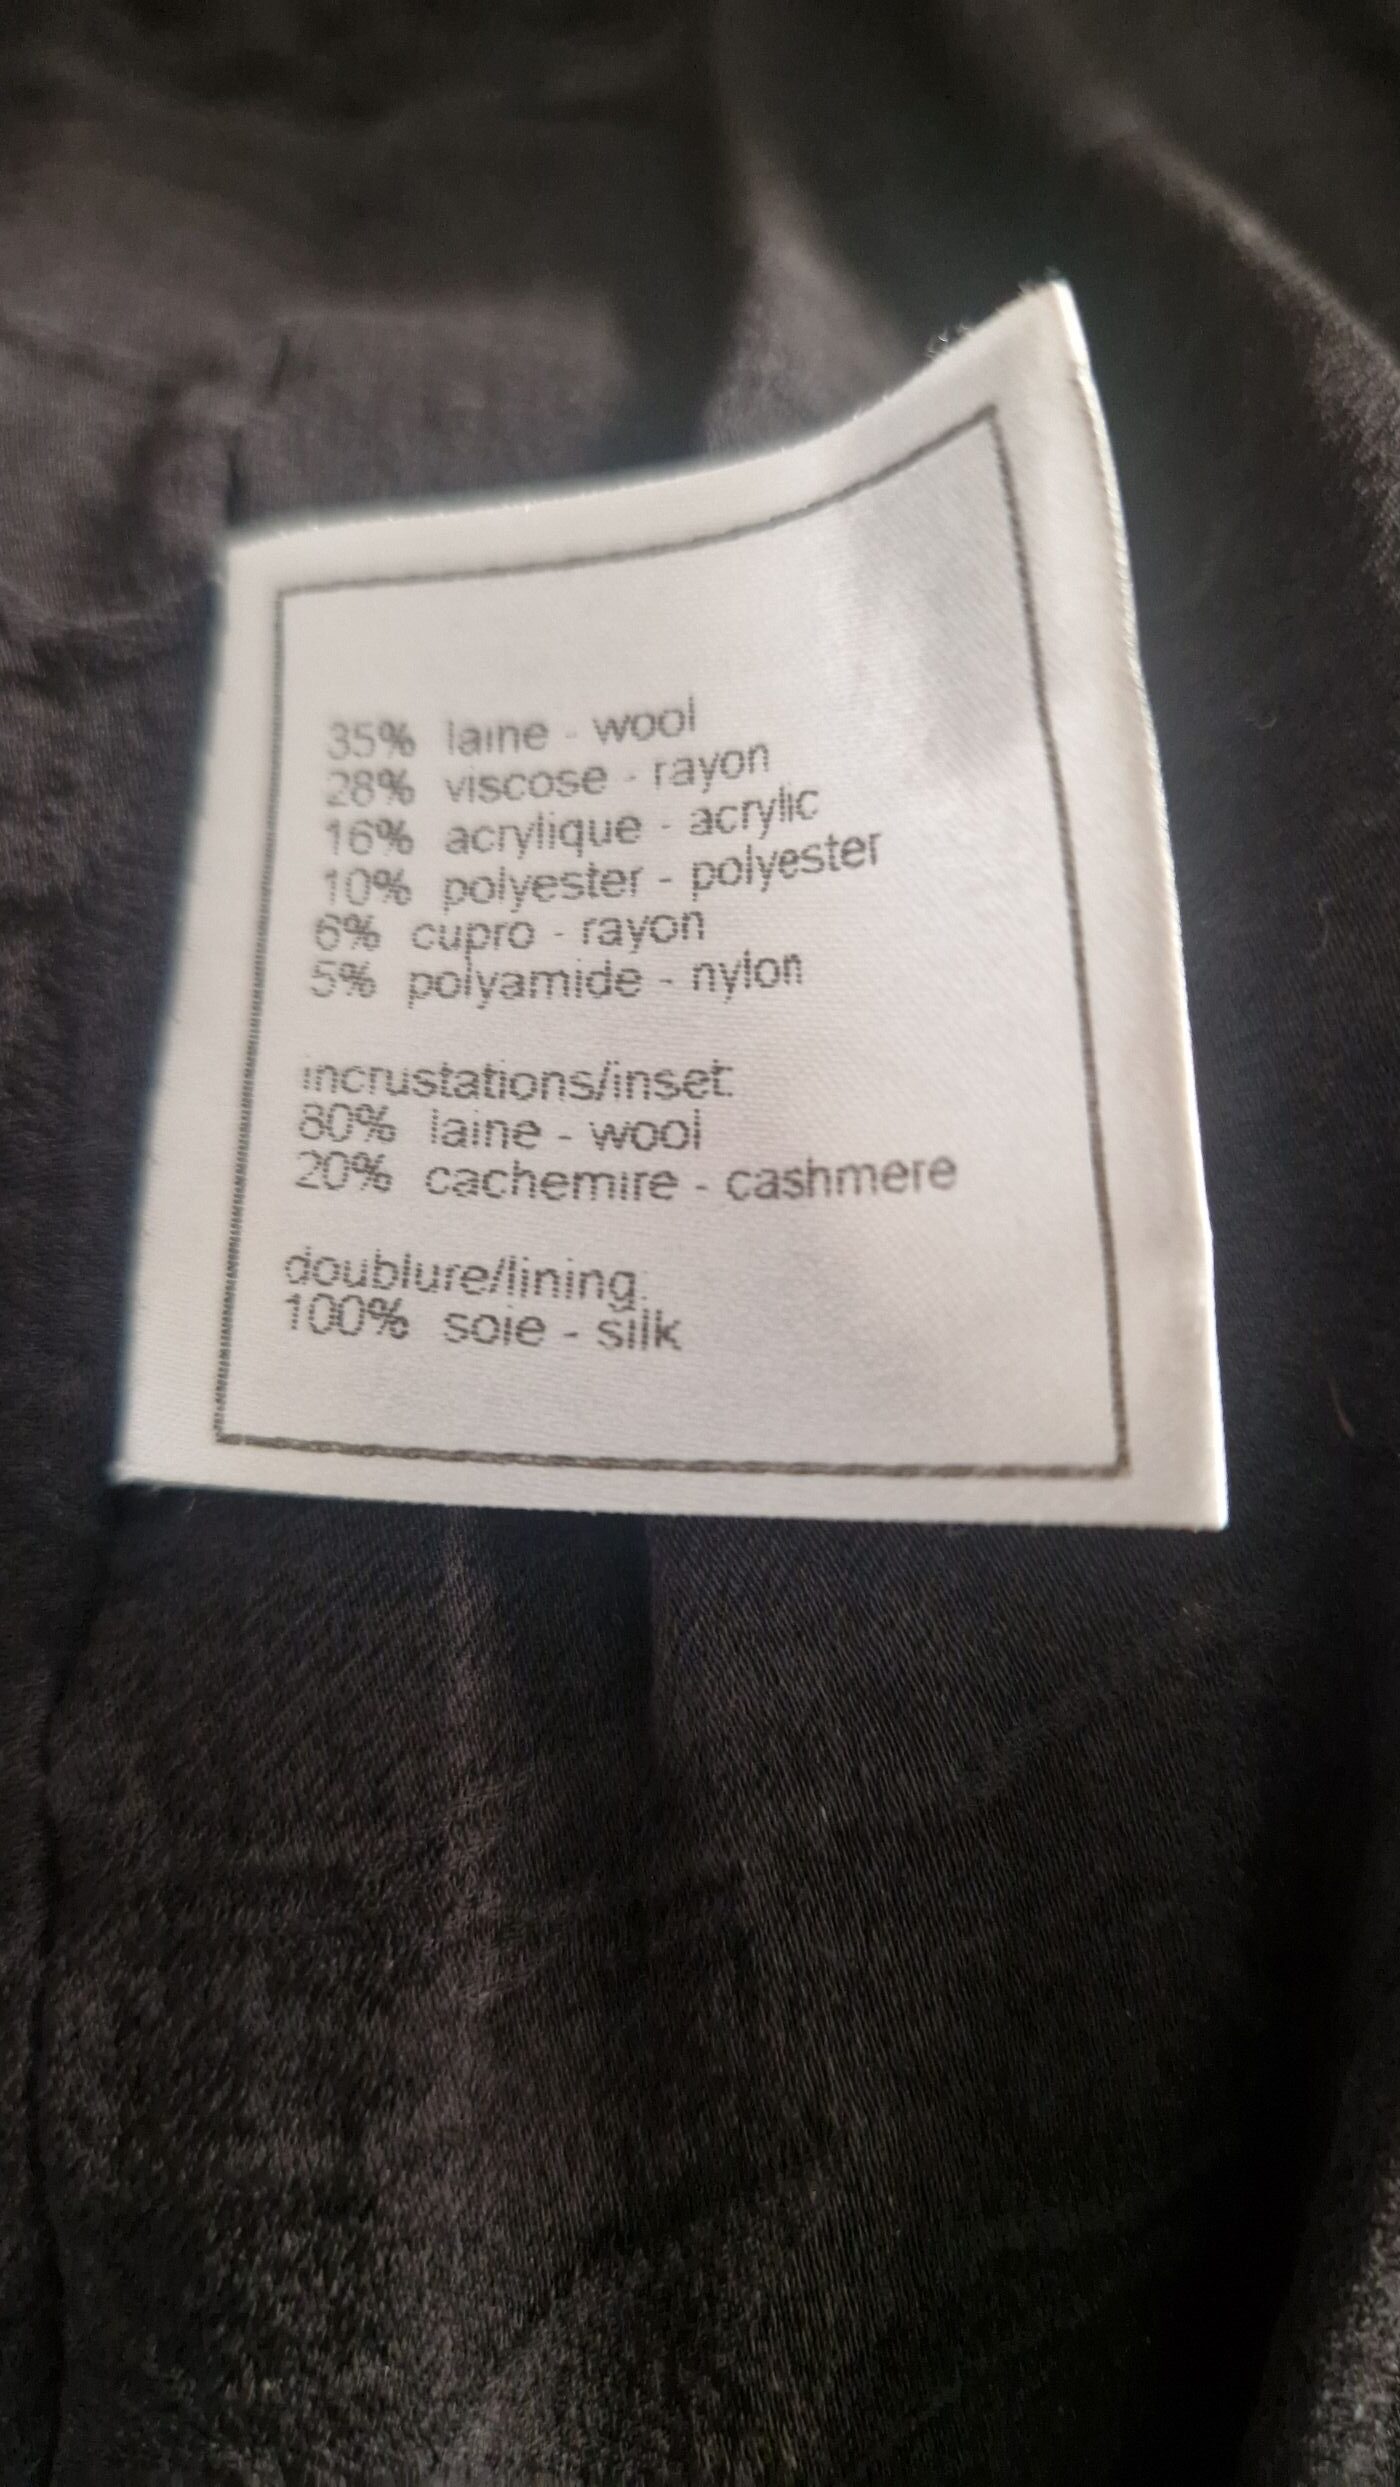 35% laine - wool
28% viscose - rayon
16% acrylique - acrylic
10% polyester - polyester
6% cupro - rayon
5% polyamide - nylon
incrustations/inset:
80% laine - wool
20% cachemire - cashmere
doublure/lining:
100% soie - silk